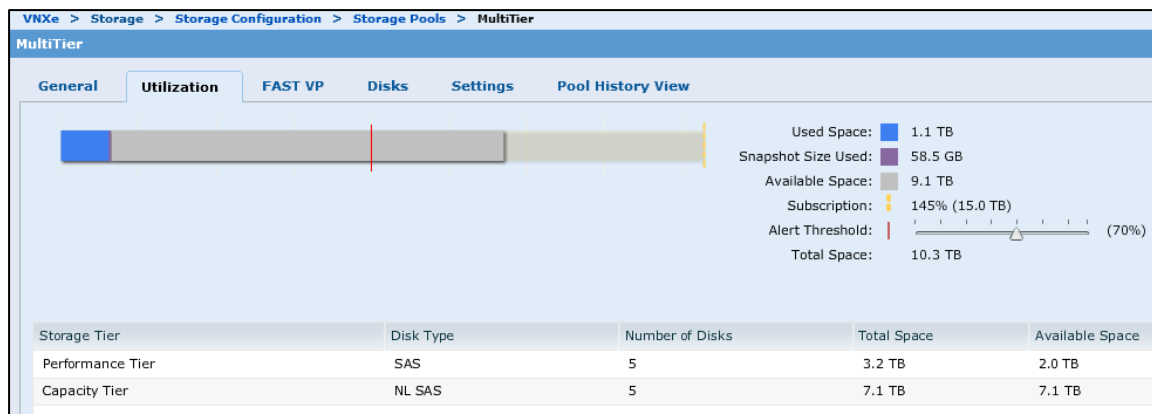 VNXe > Storage > Storage Configuration > Storage Pools > MultiTier
MultiTier
General Utilization FAST VP Disks Settings Pool History View
Used Space: 1.1 TB
Snapshot Size Used: 58.5 GB
Available Space: 9.1 TB
Subscription: 145% (15.0 TB)
Alert Threshold: (70%)
Total Space: 10.3 TB
Storage Tier Disk Type Number of Disks Total Space Available Space
Performance Tier SAS 5 3.2 TB 2.0 TB
Capacity Tier NL SAS 5 7.1 TB 7.1 TB